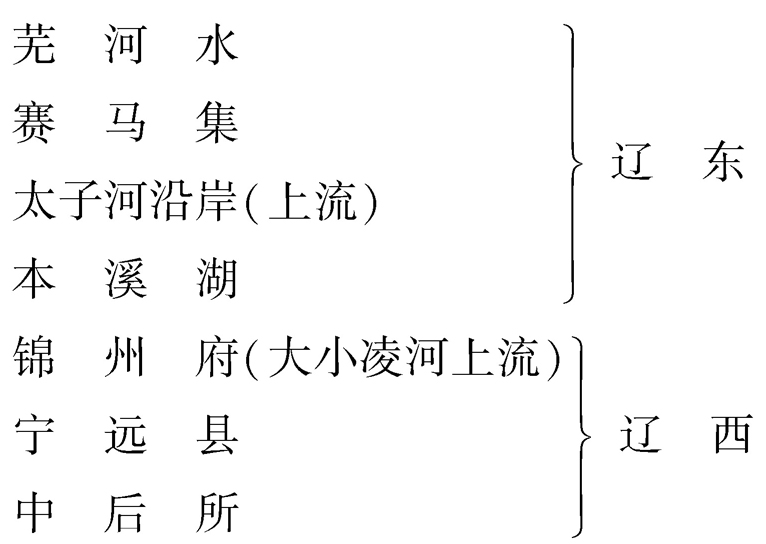 芜河水
赛马集
太子河沿岸(上流)
本溪湖
辽东
锦州府(大小凌河上流)
宁远县
中后所
辽西